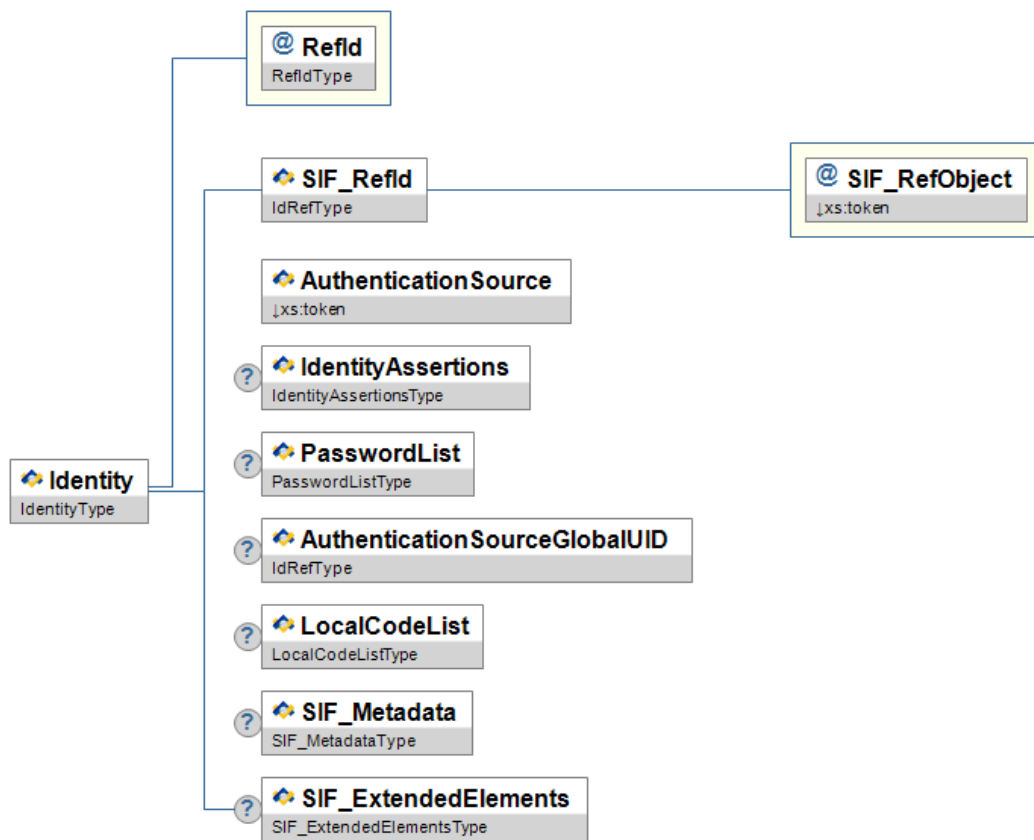 @ RefId
RefIdType
SIF_RefId
IdRefType
@ SIF_RefObject
↓xs:token
AuthenticationSource
↓xs:token
? IdentityAssertions
IdentityAssertionsType
? PasswordList
PasswordListType
Identity
IdentityType
? AuthenticationSourceGlobalUID
IdRefType
? LocalCodeList
LocalCodeListType
? SIF_Metadata
SIF_MetadataType
? SIF_ExtendedElements
SIF_ExtendedElementsType